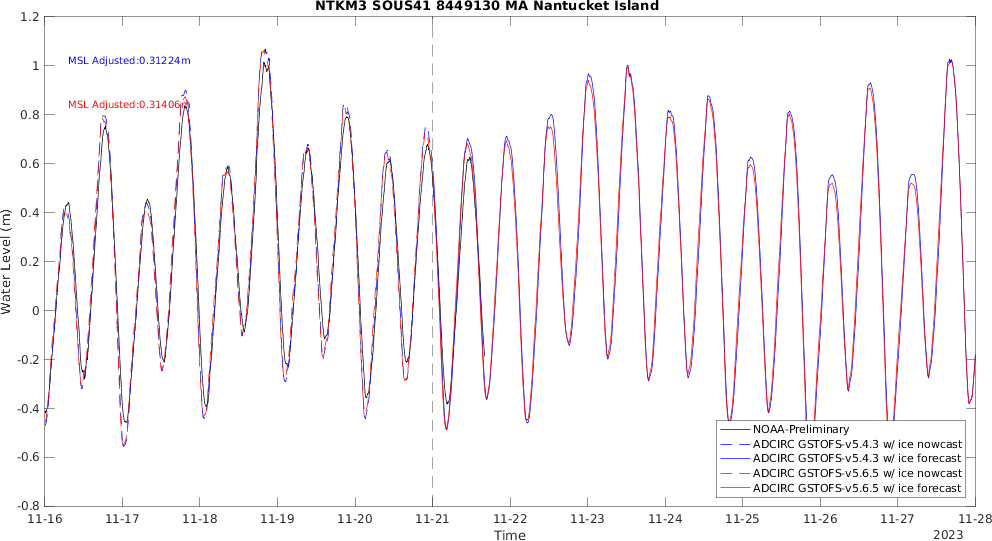 NTKM3 SOUS41 8449130 MA Nantucket Island
1.2
1
0.8
0.6
0.4
0.2
0
-0.2
-0.4
-0.6
-0.8
Water Level (m)
MSL Adjusted:0.31224m
MSL Adjusted:0.31406
NOAA-Preliminary
ADCIRC GSTOFS-v5.4.3 w/ ice nowcast
ADCIRC GSTOFS-v5.4.3 w/ ice forecast
ADCIRC GSTOFS-v5.6.5 w/ ice nowcast
ADCIRC GSTOFS-v5.6.5 w/ ice forecast
11-16 11-17 11-18 11-19 11-20 11-21 11-22 11-23 11-24 11-25 11-26 11-27 11-28
Time
2023